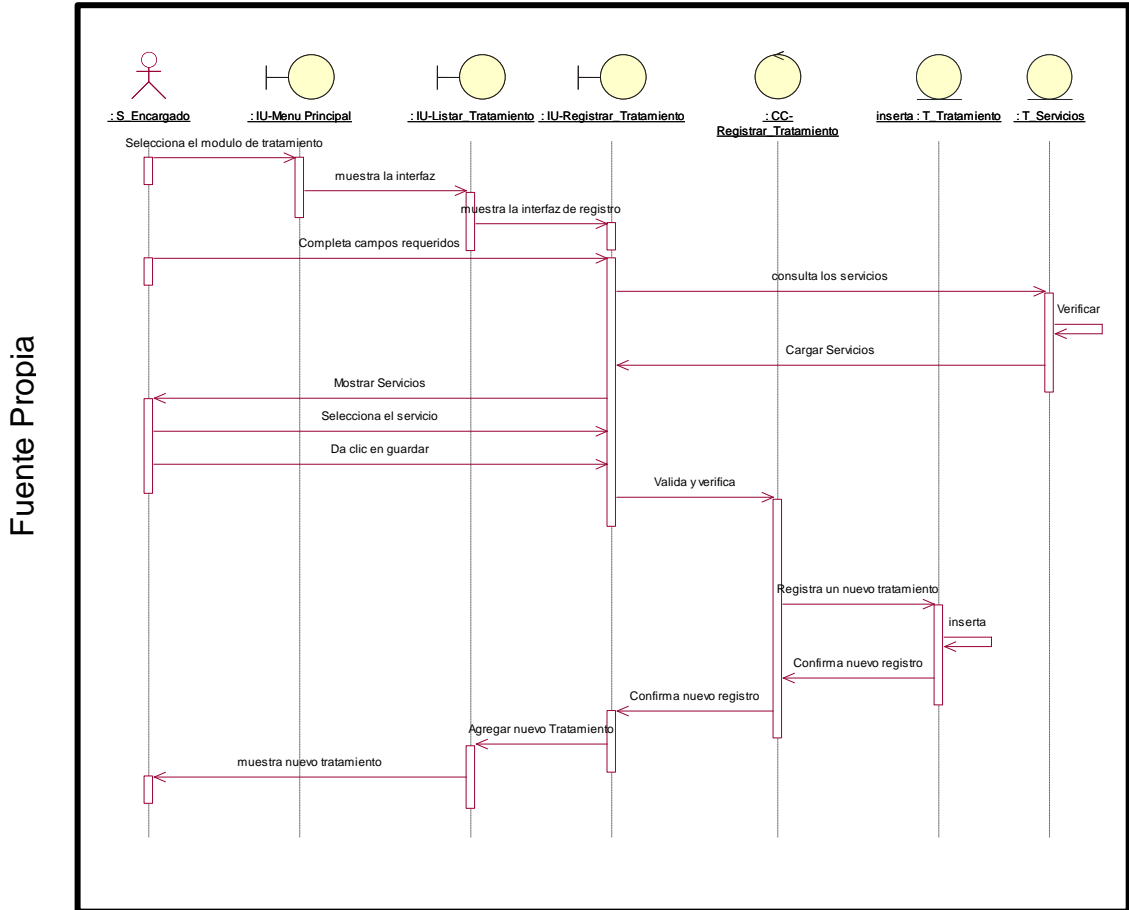 Fuente Propia
: S_Encargado
: IU-Menu Principal
: IU-Listar_Tratamiento
: IU-Registrar_Tratamiento
: CC-
Registrar_Tratamiento
inserta : T_Tratamiento
: T_Servicios
Selecciona el modulo de tratamiento
muestra la interfaz
muestra la interfaz de registro
Completa campos requeridos
consulta los servicios
Verificar
Cargar Servicios
Mostrar Servicios
Selecciona el servicio
Da clic en guardar
Valida y verifica
Registra un nuevo tratamiento
inserta
Confirma nuevo registro
Confirma nuevo registro
Agregar nuevo Tratamiento
muestra nuevo tratamiento